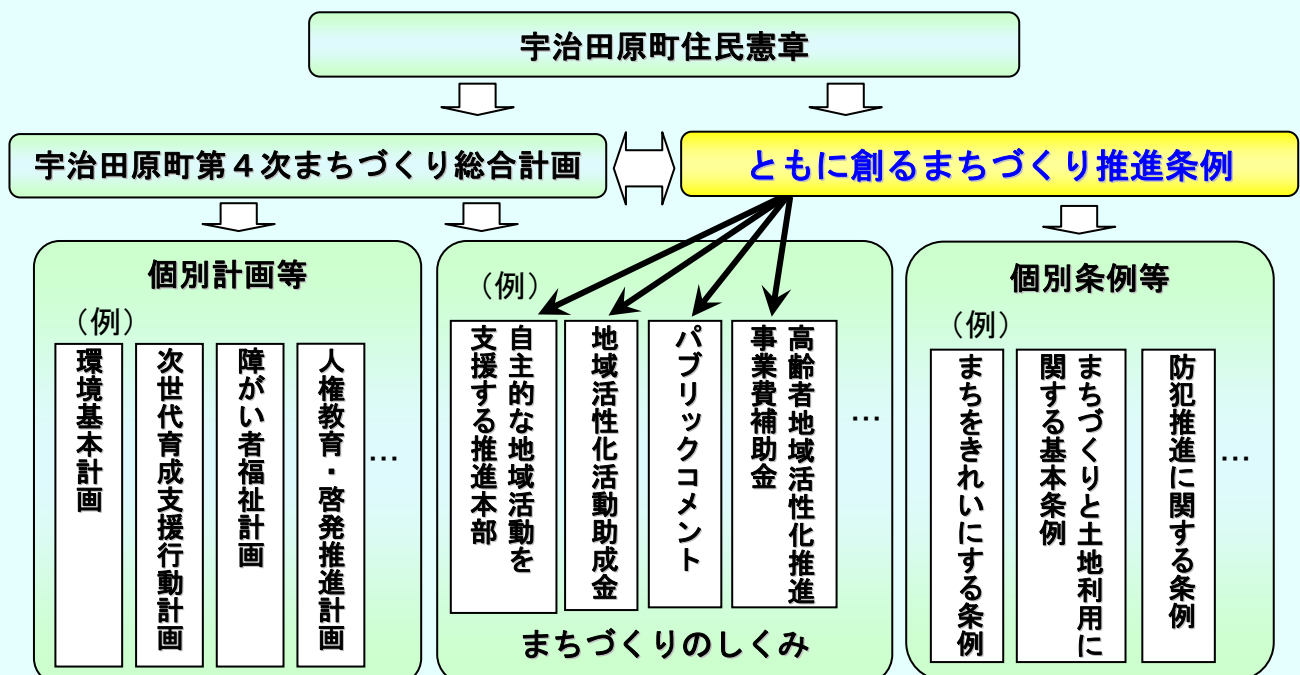 宇治田原町住民憲章
宇治田原町第４次まちづくり総合計画
ともに創るまちづくり推進条例
個別計画等
（例）
環境基本計画
次世代育成支援行動計画
障がい者福祉計画
人権教育・啓発推進計画
…
（例）
自主的な地域活動を
支援する推進本部
地域活性化活動助成金
パブリックコメント
高齢者地域活性化推進
事業費補助金
…
まちづくりのしくみ
個別条例等
（例）
まちをきれいにする条例
まちづくりと土地利用に
関する基本条例
防犯推進に関する条例
…